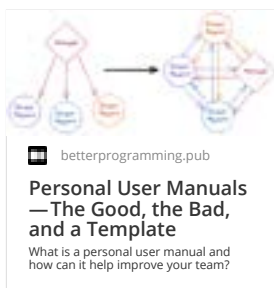 betterprogramming.pub
Personal User Manuals
— The Good, the Bad,
and a Template
What is a personal user manual and
how can it help improve your team?